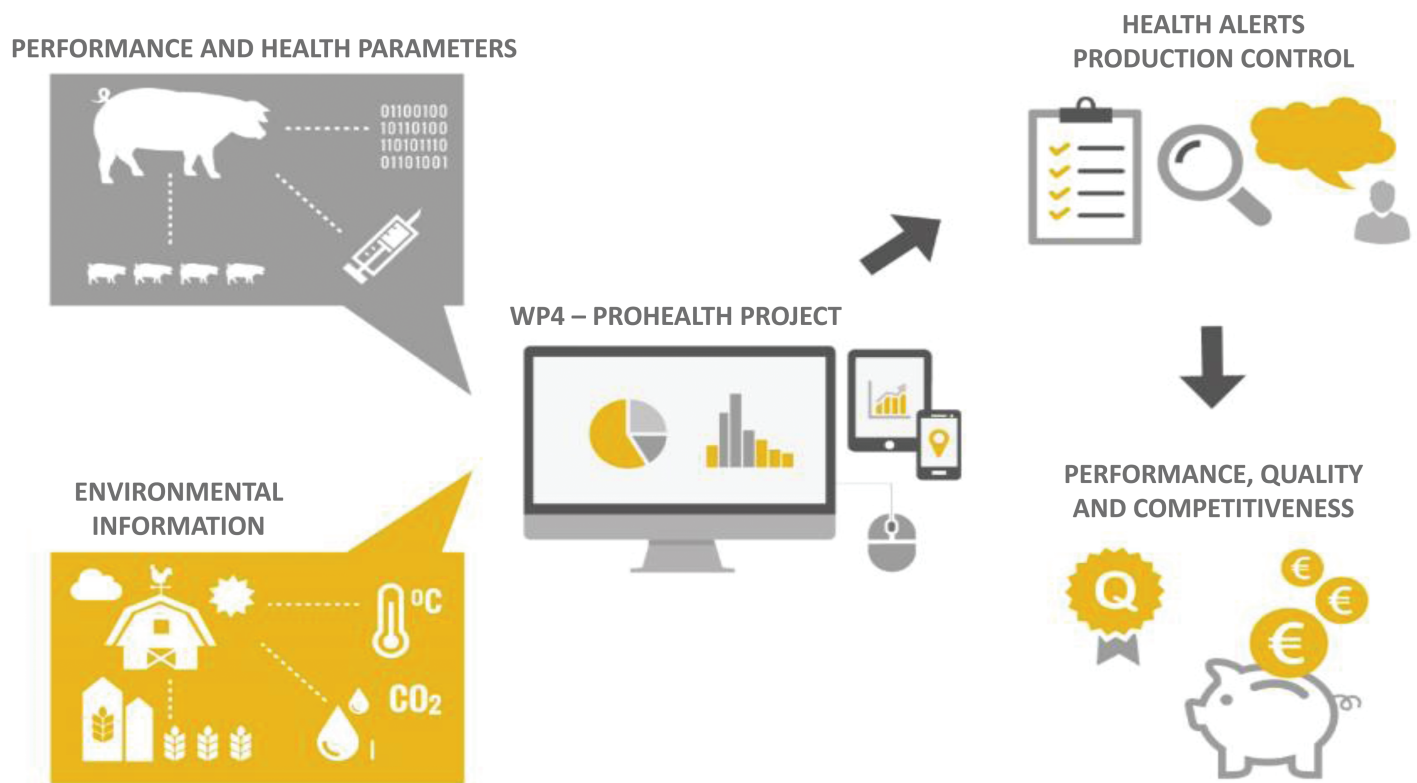 PERFORMANCE AND HEALTH PARAMETERS
01100100
10110100
110101110
01101001
HEALTH ALERTS
PRODUCTION CONTROL
WP4 – PROHEALTH PROJECT
ENVIRONMENTAL
INFORMATION
ºC
CO₂
PERFORMANCE, QUALITY
AND COMPETITIVENESS
Q
€
€
€